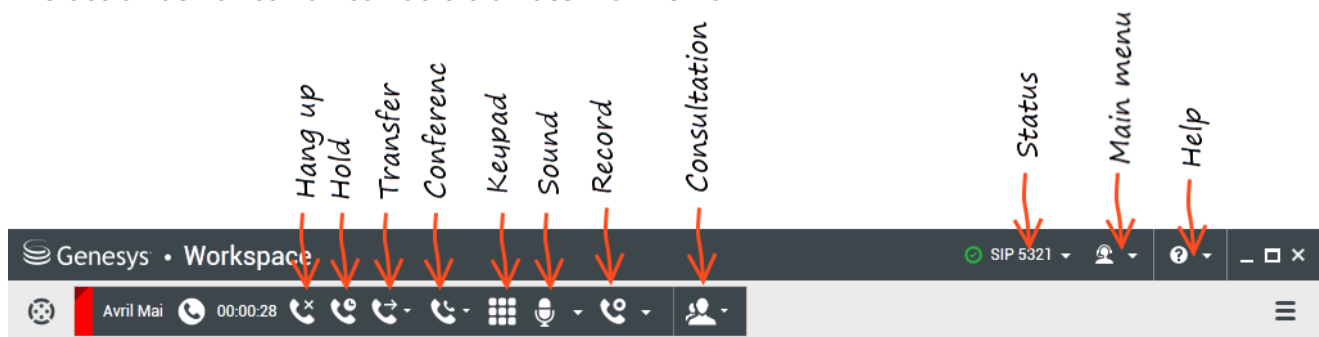 Hang up
Hold
Transfer
Conferenc
Keypad
Sound
Record
Consultation
Status
Main menu
Help
Genesys • Workspace
SIP 5321
Avril Mai 00:00:28